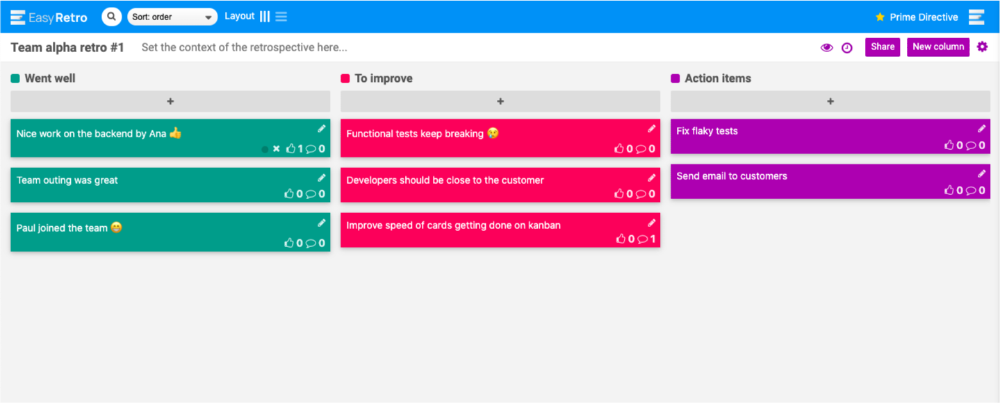 EasyRetro Sort: order Layout Prime Directive
Team alpha retro #1 Set the context of the retrospective here... Share New column
Went well
+
Nice work on the backend by Ana 👍
1 0
Team outing was great
0 0
Paul joined the team 😁
0 0
To improve
+
Functional tests keep breaking 😢
0 0
Developers should be close to the customer
0 0
Improve speed of cards getting done on kanban
0 1
Action items
+
Fix flaky tests
0 0
Send email to customers
0 0